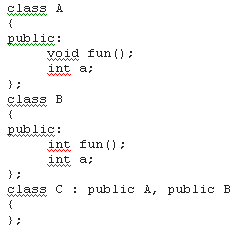 class A
{
public:
      void fun();
      int a;
};
class B
{
public:
      int fun();
      int a;
};
class C : public A, public B
{
};